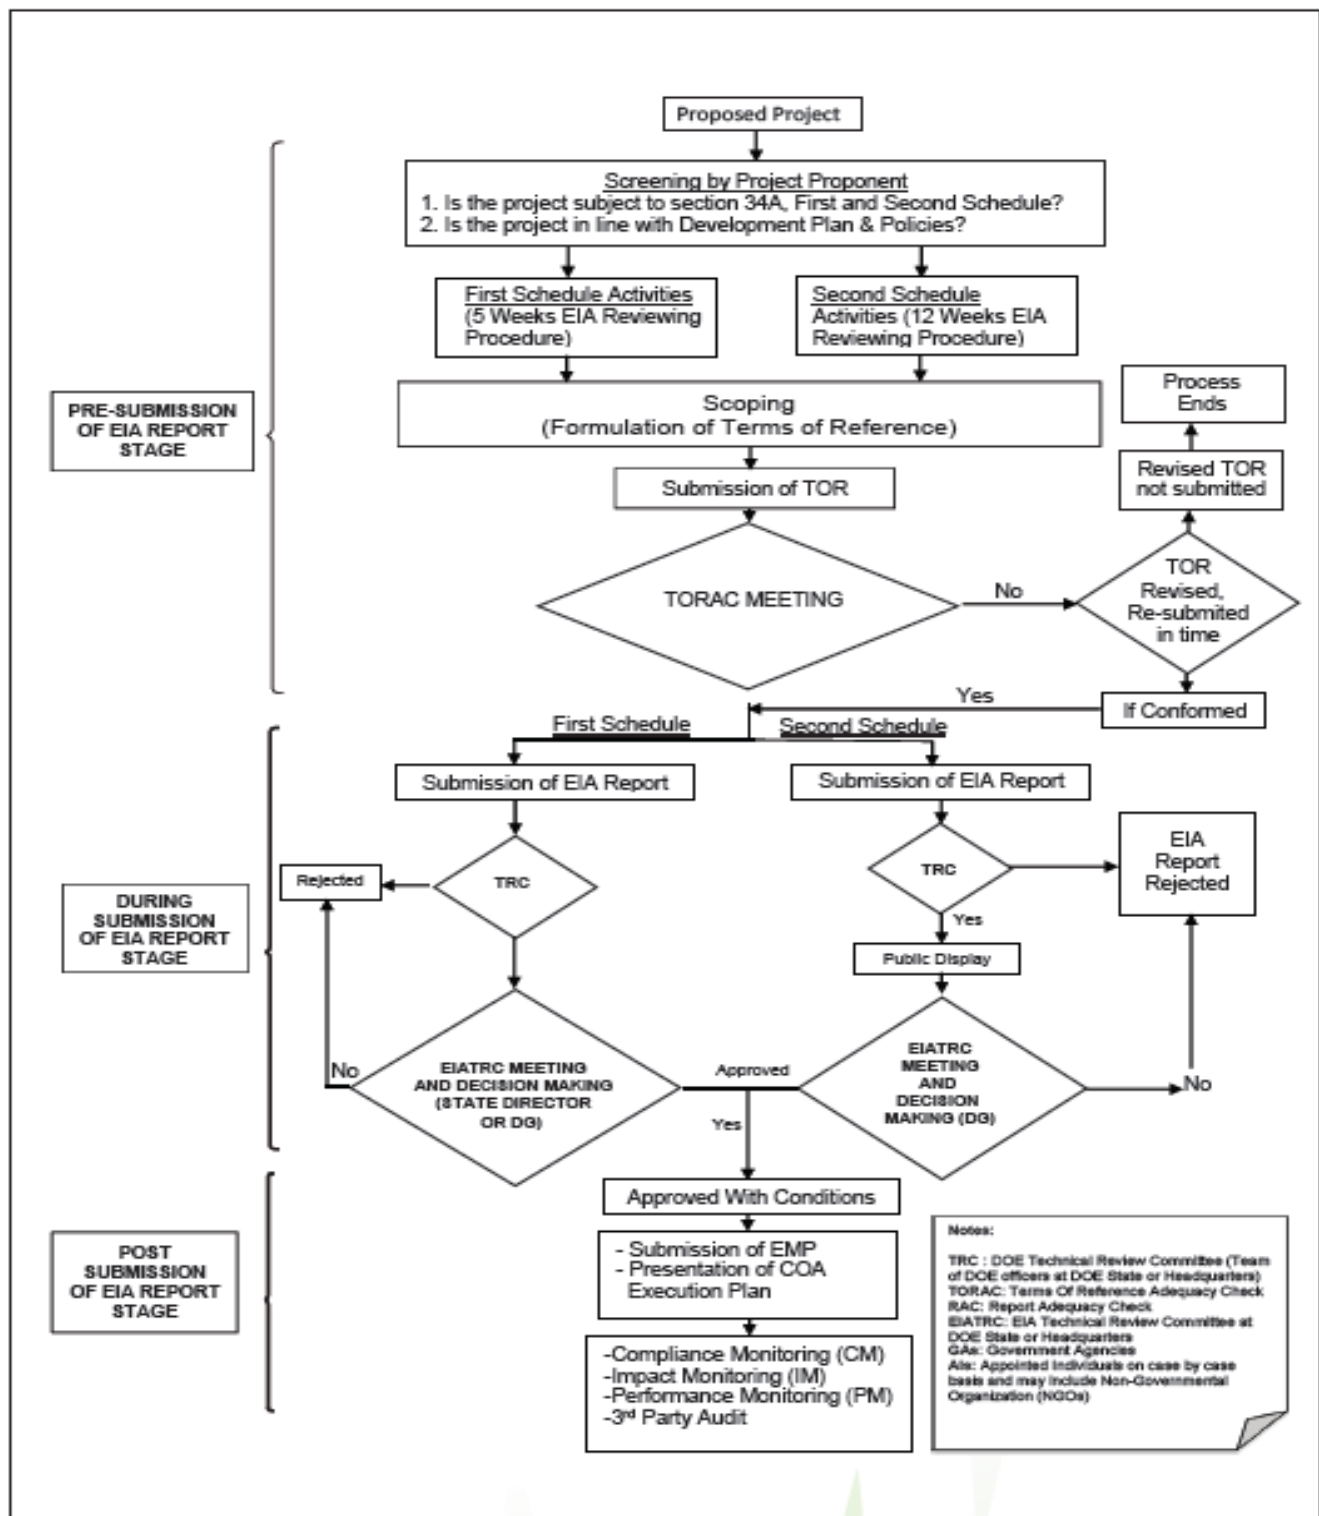 Proposed Project
Screening by Project Proponent
1. Is the project subject to section 34A, First and Second Schedule?
2. Is the project in line with Development Plan & Policies?
First Schedule Activities
(5 Weeks EIA Reviewing
Procedure)
Second Schedule
Activities (12 Weeks EIA
Reviewing Procedure)
PRE-SUBMISSION
OF EIA REPORT
STAGE
Scoping
(Formulation of Terms of Reference)
Process
Ends
Submission of TOR
Revised TOR
not submitted
TORAC MEETING
No
TOR
Revised,
Re-submited
in time
Yes
If Conformed
First Schedule
Second Schedule
Submission of EIA Report
Submission of EIA Report
DURING
SUBMISSION
OF EIA REPORT
STAGE
Rejected
TRC
TRC
EIA
Report
Rejected
Yes
Public Display
No
EIATRC MEETING
AND DECISION MAKING
(STATE DIRECTOR
OR DG)
Approved
Yes
EIATRC
MEETING
AND
DECISION
MAKING (DG)
No
POST
SUBMISSION
OF EIA REPORT
STAGE
Approved With Conditions
- Submission of EMP
- Presentation of COA
Execution Plan
-Compliance Monitoring (CM)
-Impact Monitoring (IM)
-Performance Monitoring (PM)
-3rd Party Audit
Notes:
TRC : DOE Technical Review Committee (Team
of DOE officers at DOE State or Headquarters)
TORAC: Terms Of Reference Adequacy Check
RAC: Report Adequacy Check
EIATRC: EIA Technical Review Committee at
DOE State or Headquarters
GAs: Government Agencies
AIs: Appointed Individuals on case by case
basis and may Include Non-Governmental
Organization (NGOs)